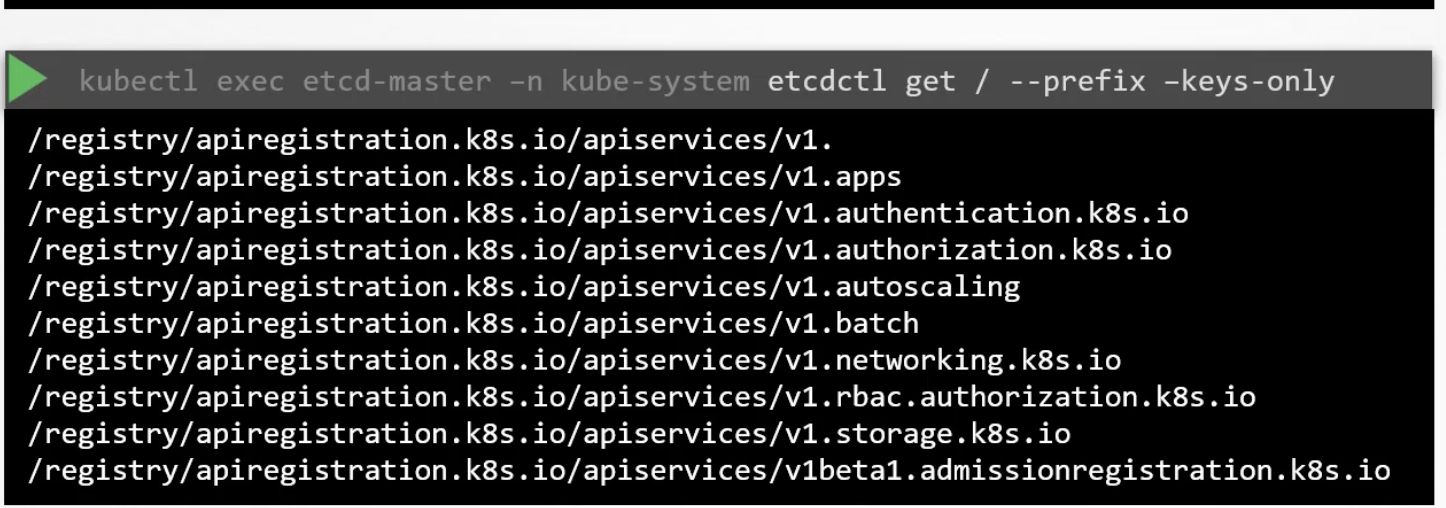 kubectl exec etcd-master –n kube-system etcdctl get / --prefix –keys-only
/registry/apiregistration.k8s.io/apiservices/v1.
/registry/apiregistration.k8s.io/apiservices/v1.apps
/registry/apiregistration.k8s.io/apiservices/v1.authentication.k8s.io
/registry/apiregistration.k8s.io/apiservices/v1.authorization.k8s.io
/registry/apiregistration.k8s.io/apiservices/v1.autoscaling
/registry/apiregistration.k8s.io/apiservices/v1.batch
/registry/apiregistration.k8s.io/apiservices/v1.networking.k8s.io
/registry/apiregistration.k8s.io/apiservices/v1.rbac.authorization.k8s.io
/registry/apiregistration.k8s.io/apiservices/v1.storage.k8s.io
/registry/apiregistration.k8s.io/apiservices/v1beta1.admissionregistration.k8s.io